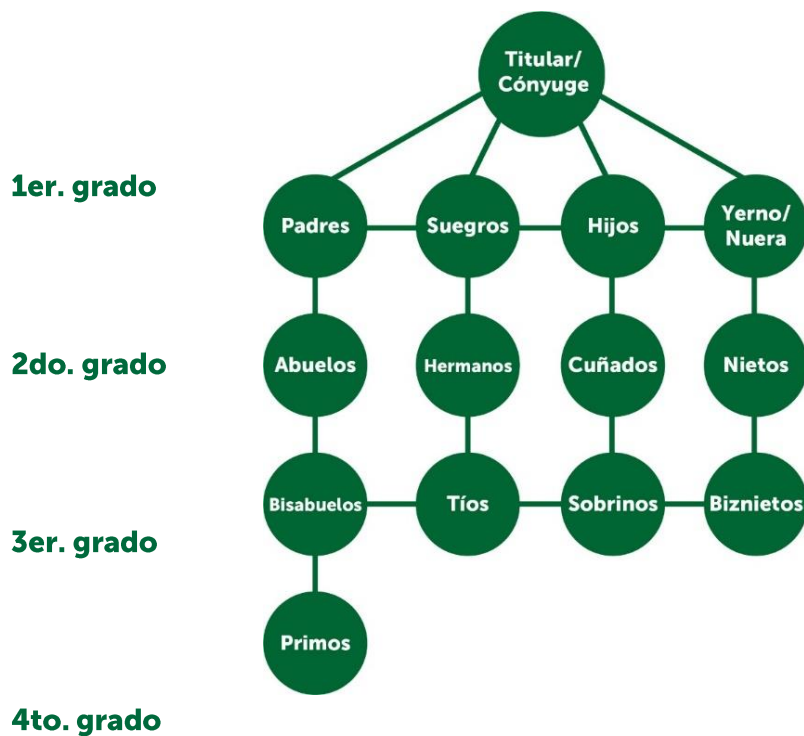 Titular/
Cónyuge
1er. grado
Padres
Suegros
Hijos
Yerno/
Nuera
2do. grado
Abuelos
Hermanos
Cuñados
Nietos
Bisabuelos
Tíos
Sobrinos
Biznietos
3er. grado
Primos
4to. grado